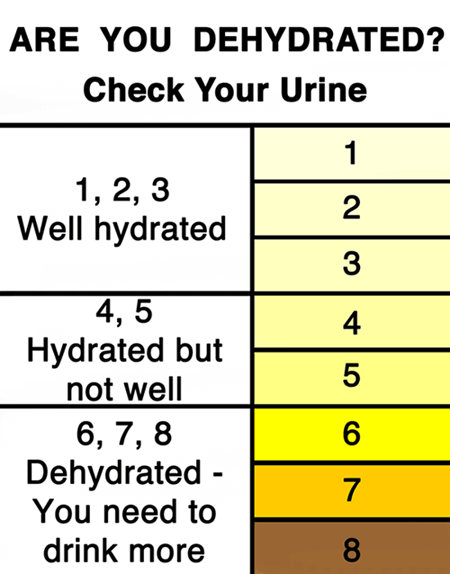 ARE YOU DEHYDRATED?
Check Your Urine
1, 2, 3
Well hydrated
1
2
3
4, 5
Hydrated but
not well
4
5
6, 7, 8
Dehydrated -
You need to
drink more
6
7
8